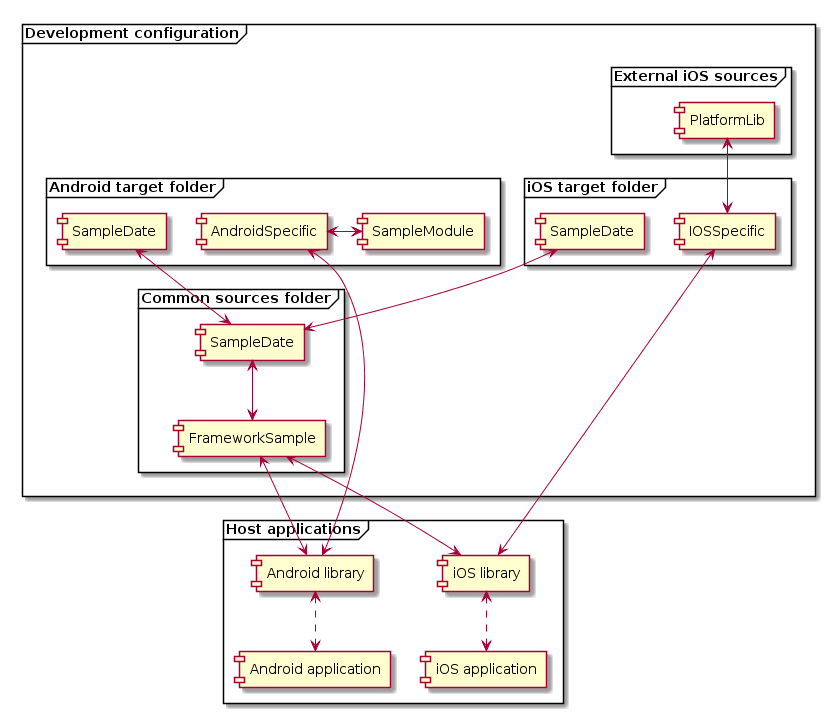 Development configuration
External iOS sources
PlatformLib
Android target folder
iOS target folder
SampleDate
AndroidSpecific
SampleModule
SampleDate
IOSSpecific
Common sources folder
SampleDate
FrameworkSample
Host applications
Android library
iOS library
Android application
iOS application